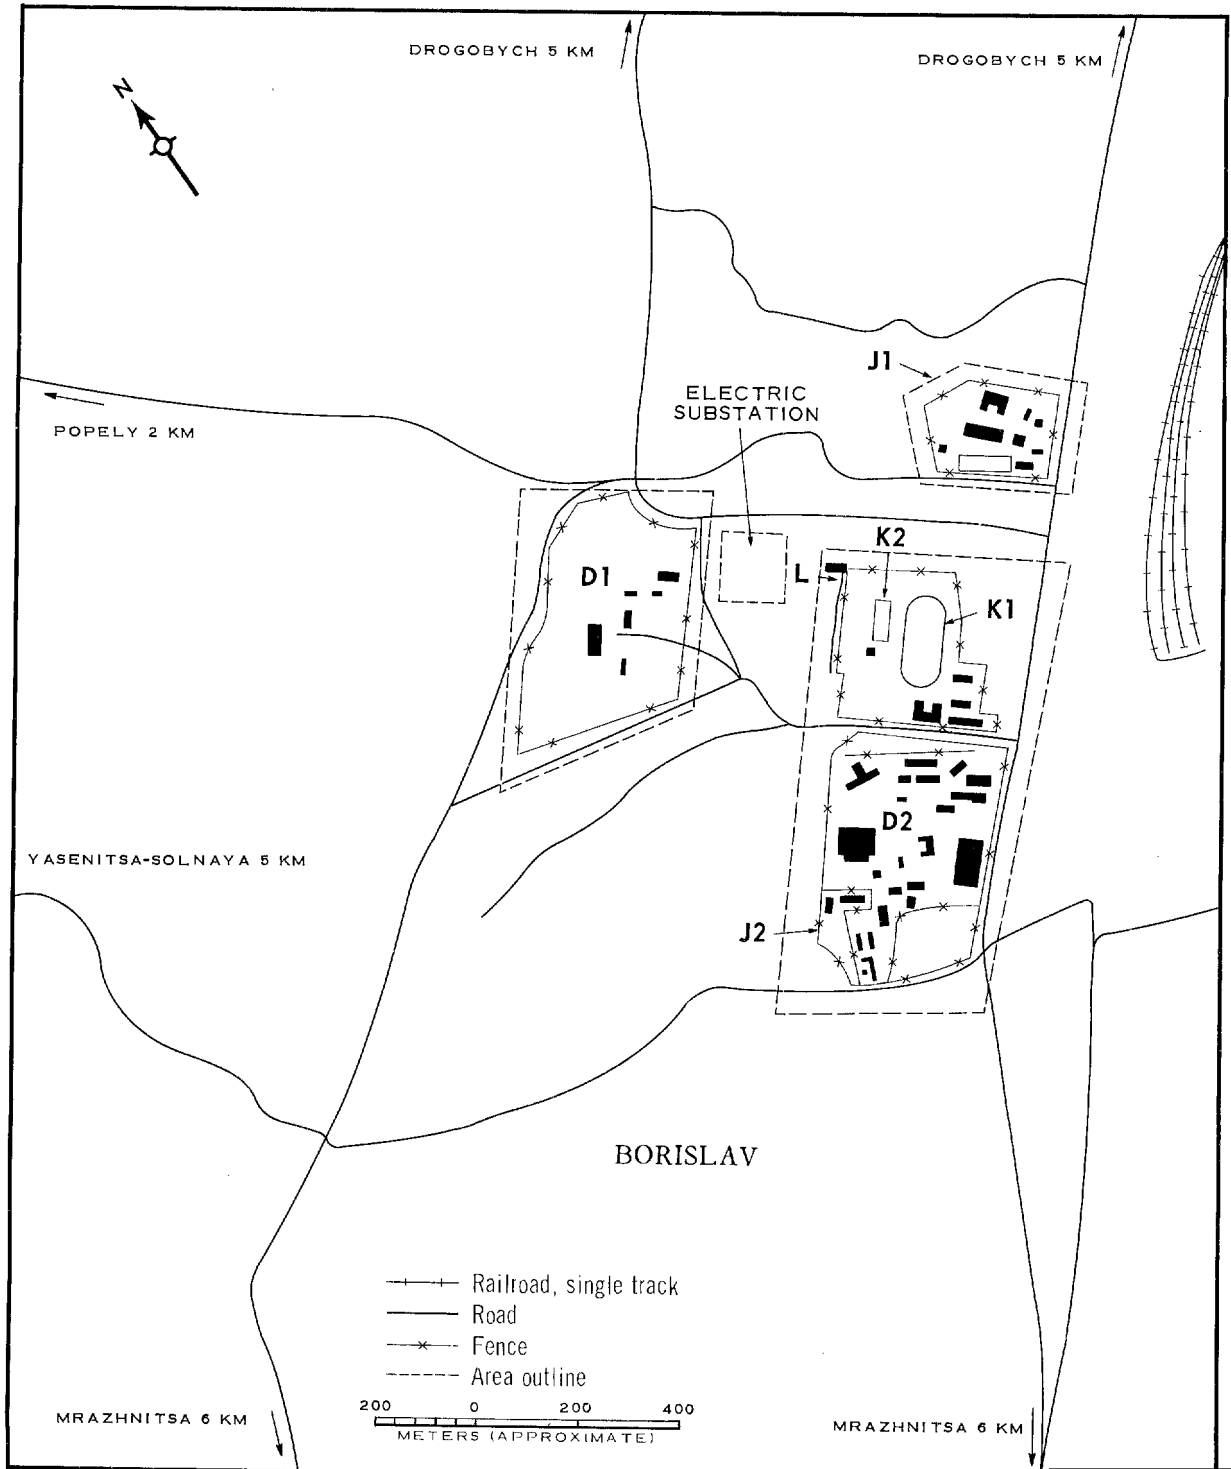 DROGOBYCH 5 KM
DROGOBYCH 5 KM
N
J1
ELECTRIC
SUBSTATION
POPELY 2 KM
K2
L
D1
K1
D2
YASENITSA-SOLNAYA 5 KM
J2
BORISLAV
Railroad, single track
Road
Fence
Area outline
200 0 200 400
METERS (APPROXIMATE)
MRAZHNITSA 6 KM
MRAZHNITSA 6 KM